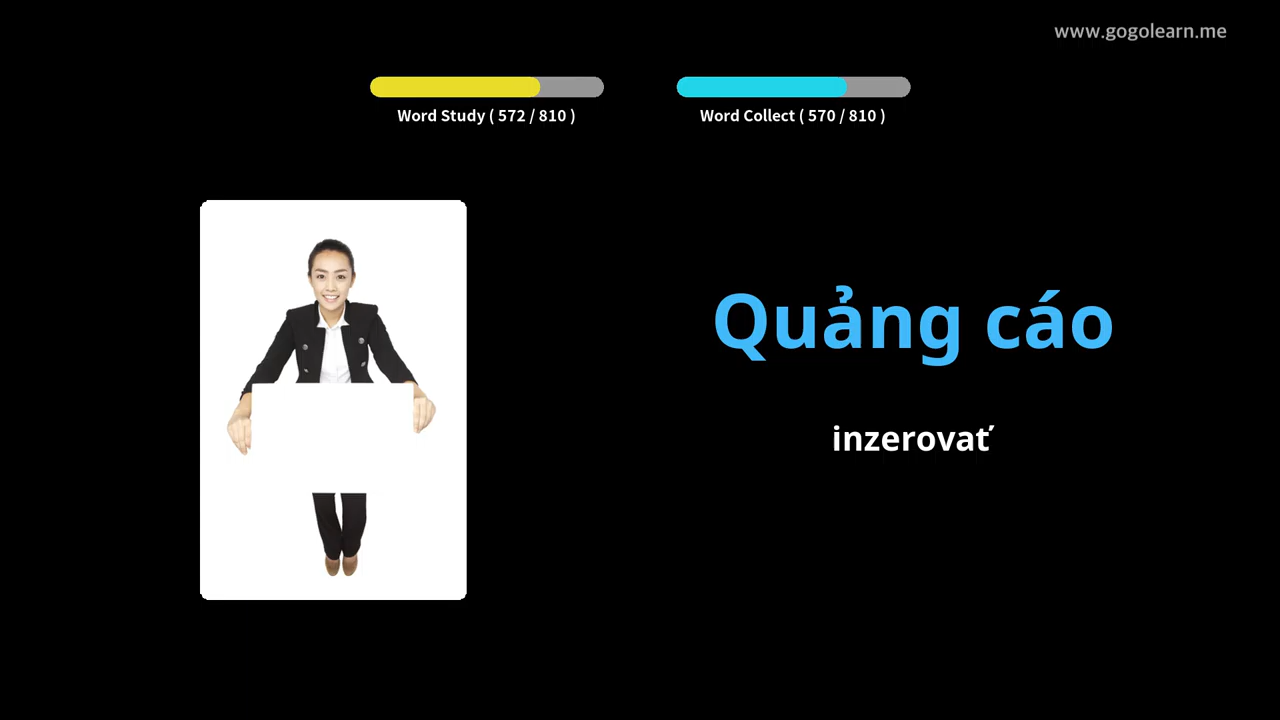 www.gogolearn.me
Word Study ( 572 / 810 )
Word Collect ( 570 / 810 )
Quảng cáo
inzerovať